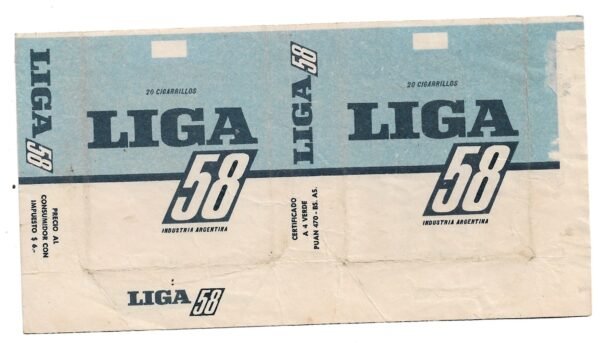 LIGA 58
PRECIO AL
CONSUMIDOR CON
IMPUESTO $ 6.-
20 CIGARRILLOS
LIGA
58
INDUSTRIA ARGENTINA
LIGA 58
CERTIFICADO
A 4 VERDE
PUAN 470 - BS. AS.
20 CIGARRILLOS
LIGA
58
INDUSTRIA ARGENTINA
LIGA 58